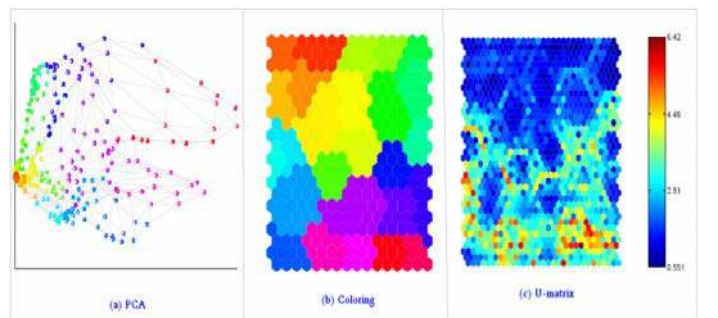 6.42
4.46
2.51
0.551
(a) PCA
(b) Coloring
(c) U-matrix